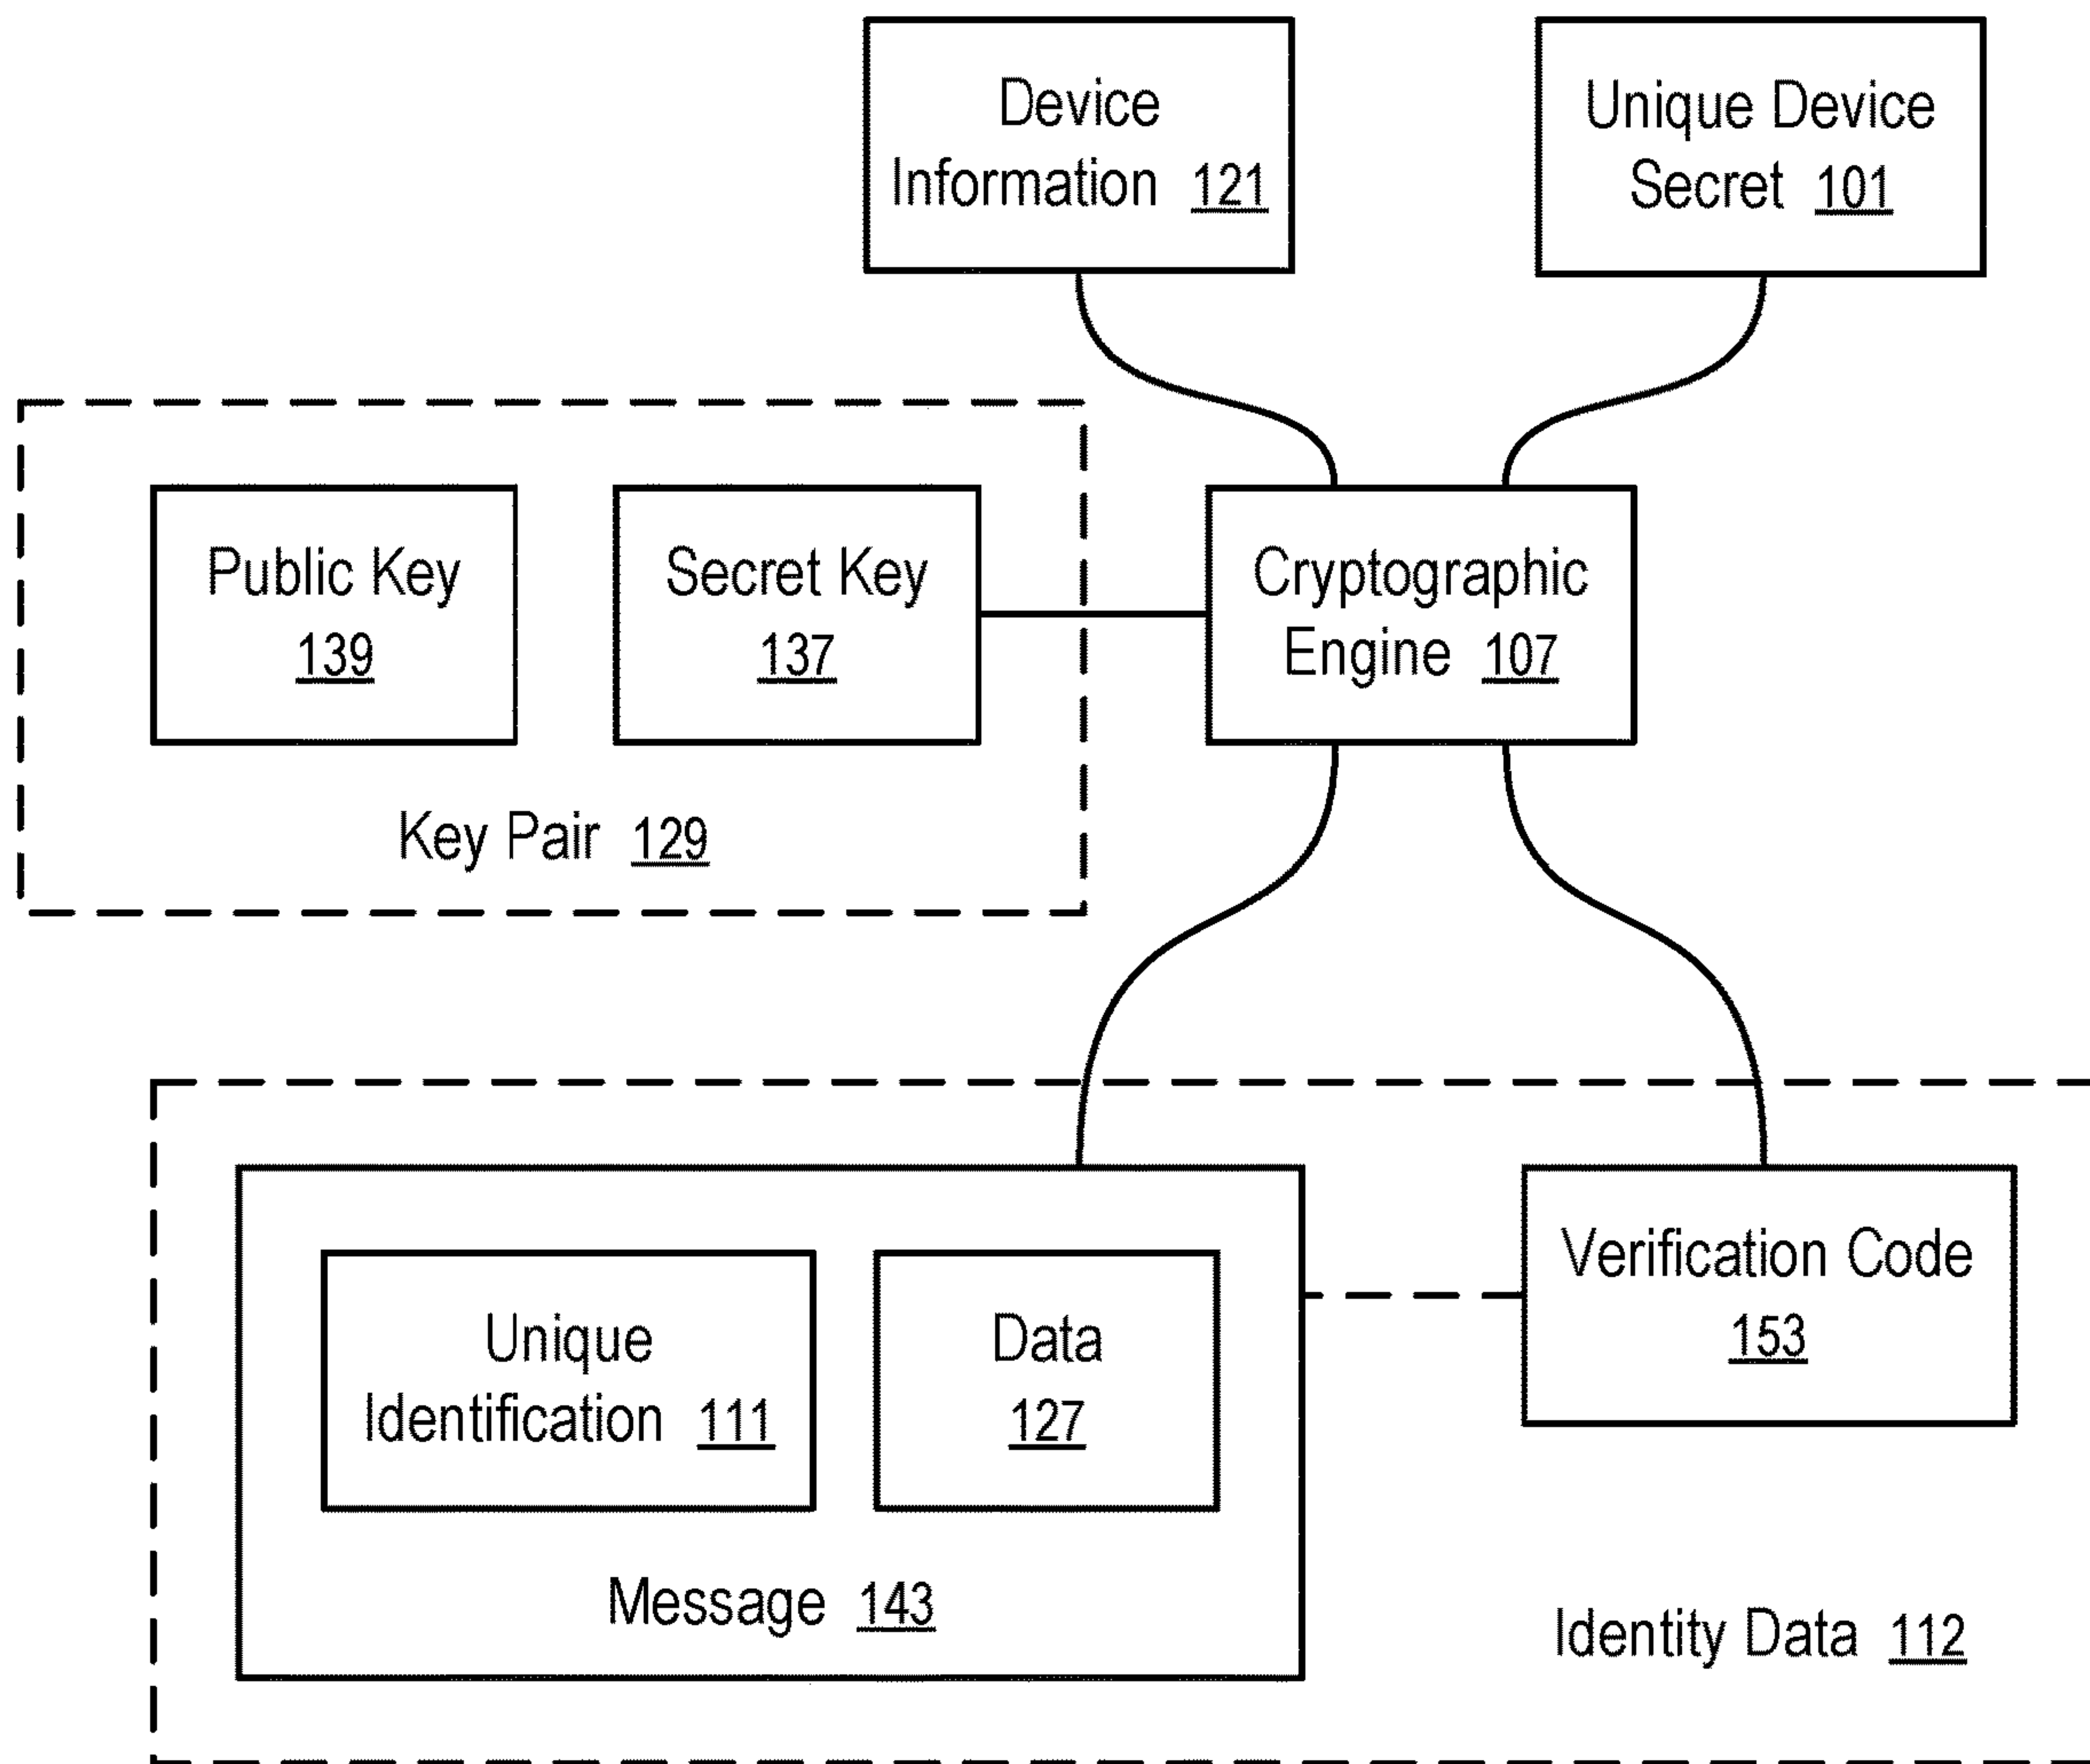 Device
Information 121
Unique Device
Secret 101
Public Key
139
Secret Key
137
Key Pair 129
Cryptographic
Engine 107
Unique
Identification 111
Data
127
Message 143
Verification Code
153
Identity Data 112